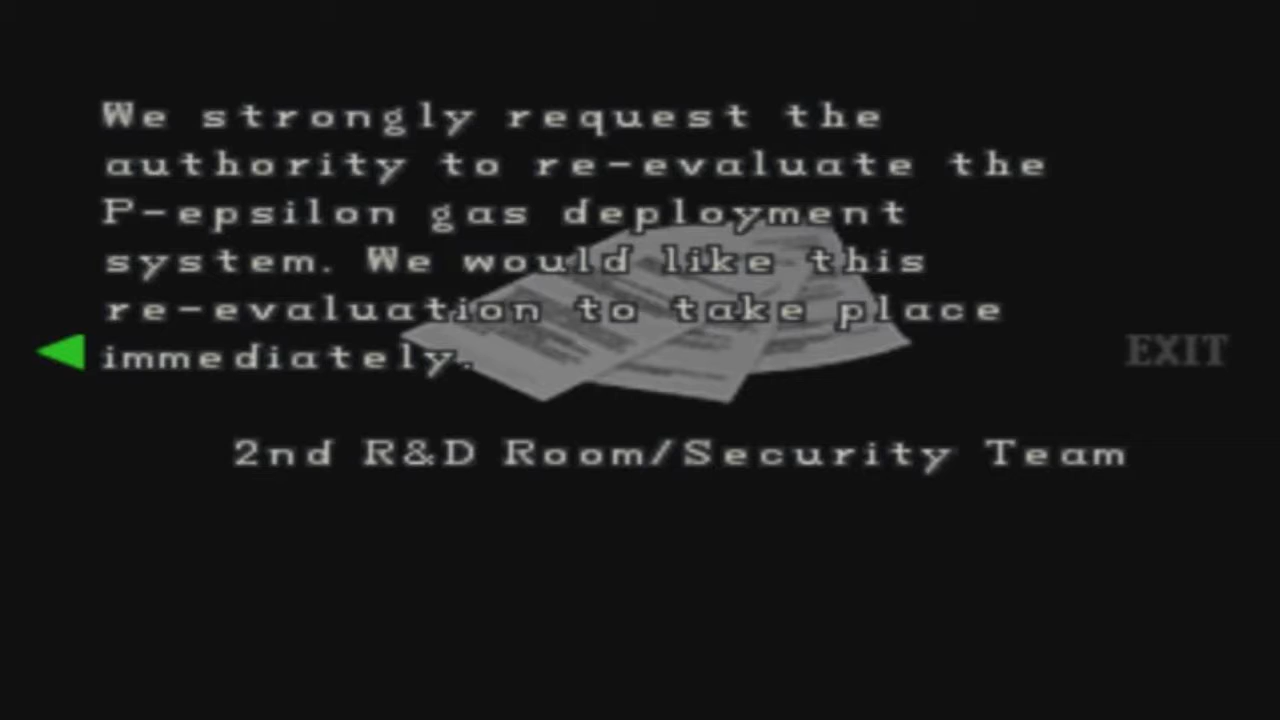 We strongly request the
authority to re-evaluate the
P-epsilon gas deployment
system. We would like this
re-evaluation to take place
immediately.
EXIT
2nd R&D Room/Security Team